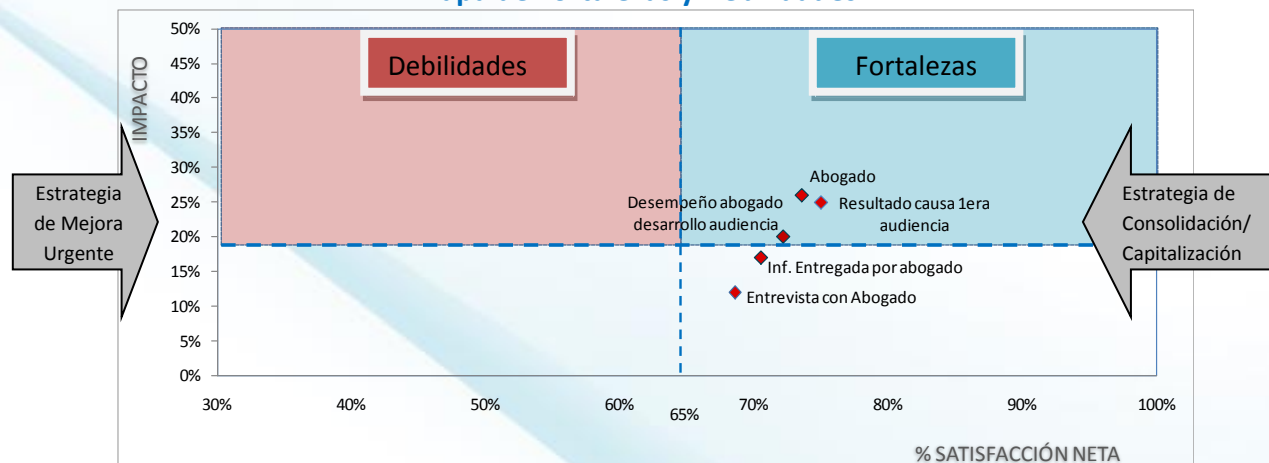 50%
45%
40%
35%
30%
25%
20%
15%
10%
5%
0%
IMPACTO
Debilidades
Fortalezas
Estrategia
de Mejora
Urgente
Estrategia de
Consolidación/
Capitalización
Abogado
Desempeño abogado
desarrollo audiencia
Resultado causa 1era
audiencia
Inf. Entregada por abogado
Entrevista con Abogado
30%
40%
50%
60%
65%
70%
80%
90%
100%
% SATISFACCIÓN NETA